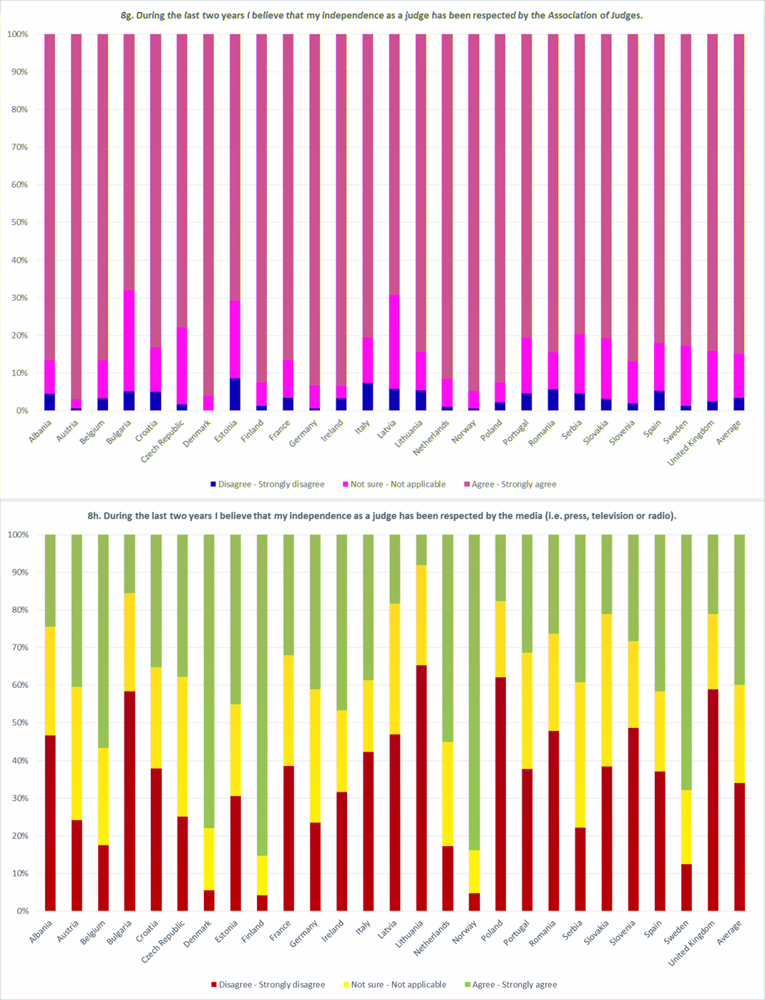 8g. During the last two years I believe that my independence as a judge has been respected by the Association of Judges.
100%
90%
80%
70%
60%
50%
40%
30%
20%
10%
0%
Albania
Austria
Belgium
Bulgaria
Croatia
Czech Republic
Denmark
Estonia
Finland
France
Germany
Ireland
Italy
Latvia
Lithuania
Netherlands
Norway
Poland
Portugal
Romania
Serbia
Slovakia
Slovenia
Spain
Sweden
United Kingdom
Average
Disagree - Strongly disagree Not sure - Not applicable Agree - Strongly agree
8h. During the last two years I believe that my independence as a judge has been respected by the media (i.e. press, television or radio).
100%
90%
80%
70%
60%
50%
40%
30%
20%
10%
0%
Albania
Austria
Belgium
Bulgaria
Croatia
Czech Republic
Denmark
Estonia
Finland
France
Germany
Ireland
Italy
Latvia
Lithuania
Netherlands
Norway
Poland
Portugal
Romania
Serbia
Slovakia
Slovenia
Spain
Sweden
United Kingdom
Average
Disagree - Strongly disagree Not sure - Not applicable Agree - Strongly agree